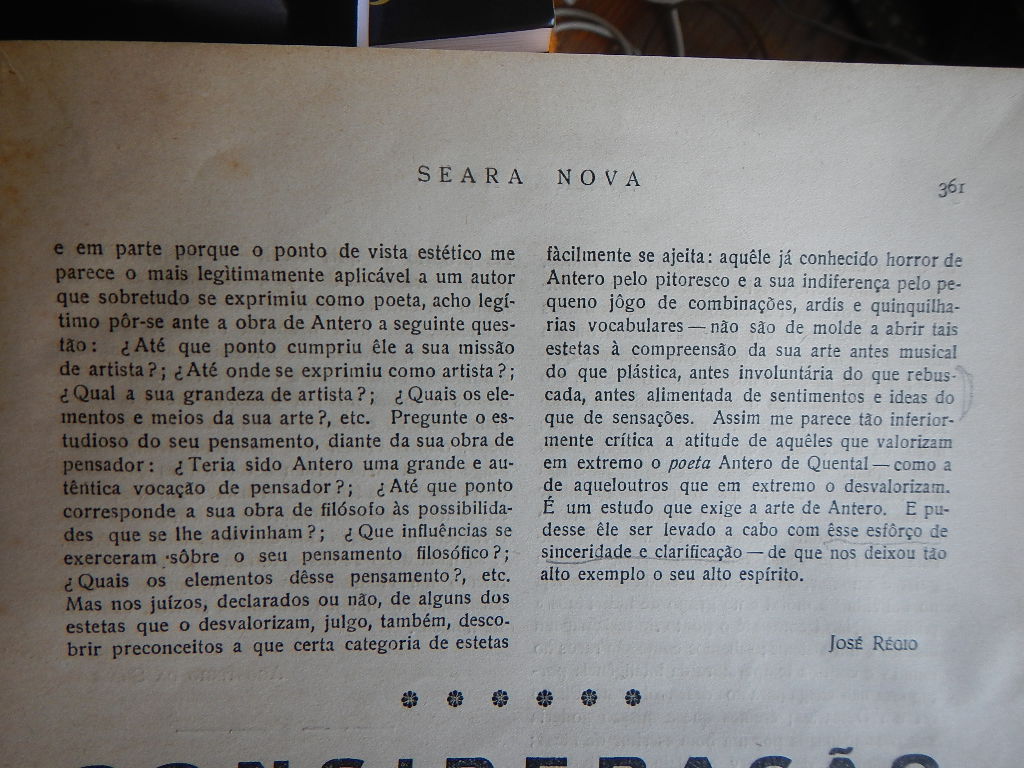 SEARA NOVA
361
e em parte porque o ponto de vista estético me
parece o mais legìtimamente aplicável a um autor
que sobretudo se exprimiu como poeta, acho legí-
timo pôr-se ante a obra de Antero a seguinte ques-
tão: ¿Até que ponto cumpriu êle a sua missão
de artista?; ¿Até onde se exprimiu como artista?;
¿Qual a sua grandeza de artista?; ¿Quais os ele-
mentos e meios da sua arte?, etc. Pregunte o es-
tudioso do seu pensamento, diante da sua obra de
pensador: ¿Teria sido Antero uma grande e au-
têntica vocação de pensador?; ¿Até que ponto
corresponde a sua obra de filósofo às possibilida-
des que se lhe adivinham?; ¿Que influências se
exerceram sôbre o seu pensamento filosófico?;
¿Quais os elementos dêsse pensamento?, etc.
Mas nos juízos, declarados ou não, de alguns dos
estetas que o desvalorizam, julgo, também, desco-
brir preconceitos a que certa categoria de estetas
fàcilmente se ajeita: aquêle já conhecido horror de
Antero pelo pitoresco e a sua indiferença pelo pe-
queno jôgo de combinações, ardis e quinquilha-
rias vocabulares — não são de molde a abrir tais
estetas à compreensão da sua arte antes musical
do que plástica, antes involuntária do que rebus-
cada, antes alimentada de sentimentos e ideas do
que de sensações. Assim me parece tão inferior-
mente crítica a atitude de aquêles que valorizam
em extremo o poeta Antero de Quental — como a
de aqueloutros que em extremo o desvalorizam.
É um estudo que exige a arte de Antero. E pu-
desse êle ser levado a cabo com êsse esfôrço de
sinceridade e clarificação — de que nos deixou tão
alto exemplo o seu alto espírito.
JOSÉ RÉGIO
CONSIDERAÇÃO